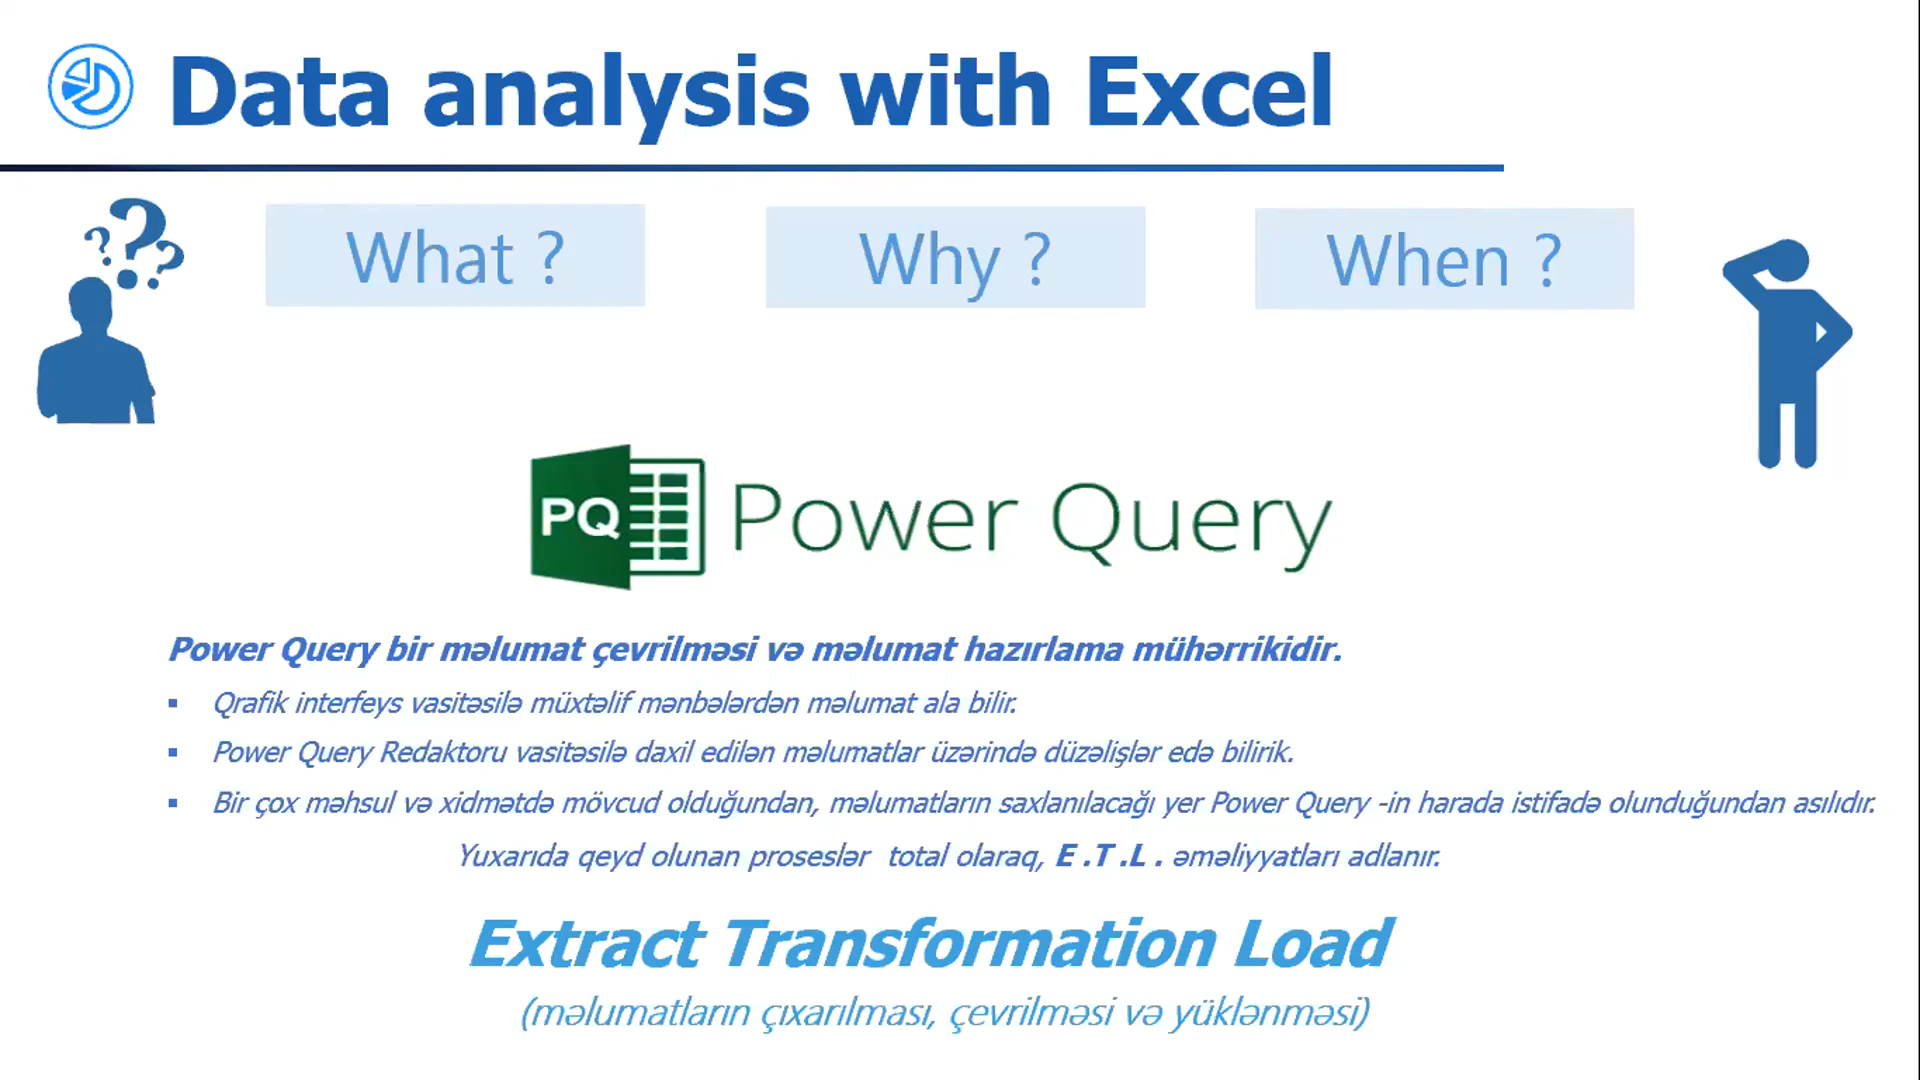 Data analysis with Excel
What ?
Why ?
When ?
PQ Power Query
Power Query bir məlumat çevrilməsi və məlumat hazırlama mühərrikidir.
▪ Qrafik interfeys vasitəsilə müxtəlif mənbələrdən məlumat ala bilir.
▪ Power Query Redaktoru vasitəsilə daxil edilən məlumatlar üzərində düzəlişlər edə bilirik.
▪ Bir çox məhsul və xidmətdə mövcud olduğundan, məlumatların saxlanılacağı yer Power Query -in harada istifadə olunduğundan asılıdır.
Yuxarıda qeyd olunan proseslər total olaraq, E .T .L . əməliyyatları adlanır.
Extract Transformation Load
(məlumatların çıxarılması, çevrilməsi və yüklənməsi)